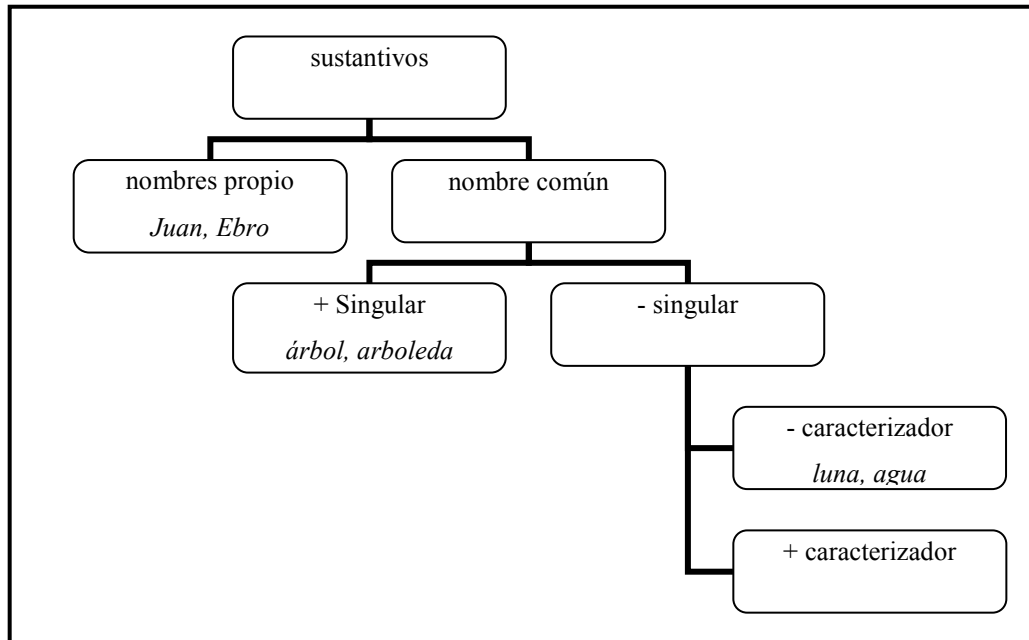 sustantivos
nombres propio
Juan, Ebro
nombre común
+ Singular
árbol, arboleda
- singular
- caracterizador
luna, agua
+ caracterizador